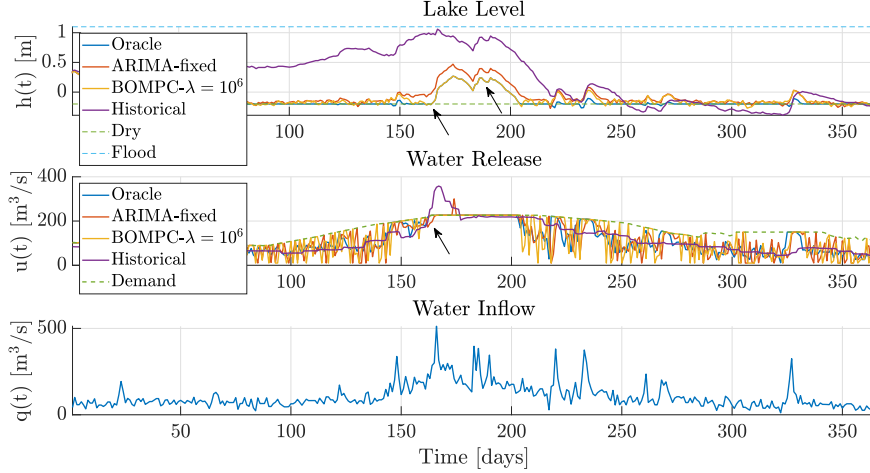 Lake Level
h(t) [m]
1
0.5
0
Oracle
ARIMA-fixed
BOMPC-λ = 10⁶
Historical
Dry
Flood
100 150 200 250 300 350
Water Release
u(t) [m³/s]
400
200
0
Oracle
ARIMA-fixed
BOMPC-λ = 10⁶
Historical
Demand
100 150 200 250 300 350
Water Inflow
q(t) [m³/s]
500
0
50 100 150 200 250 300 350
Time [days]